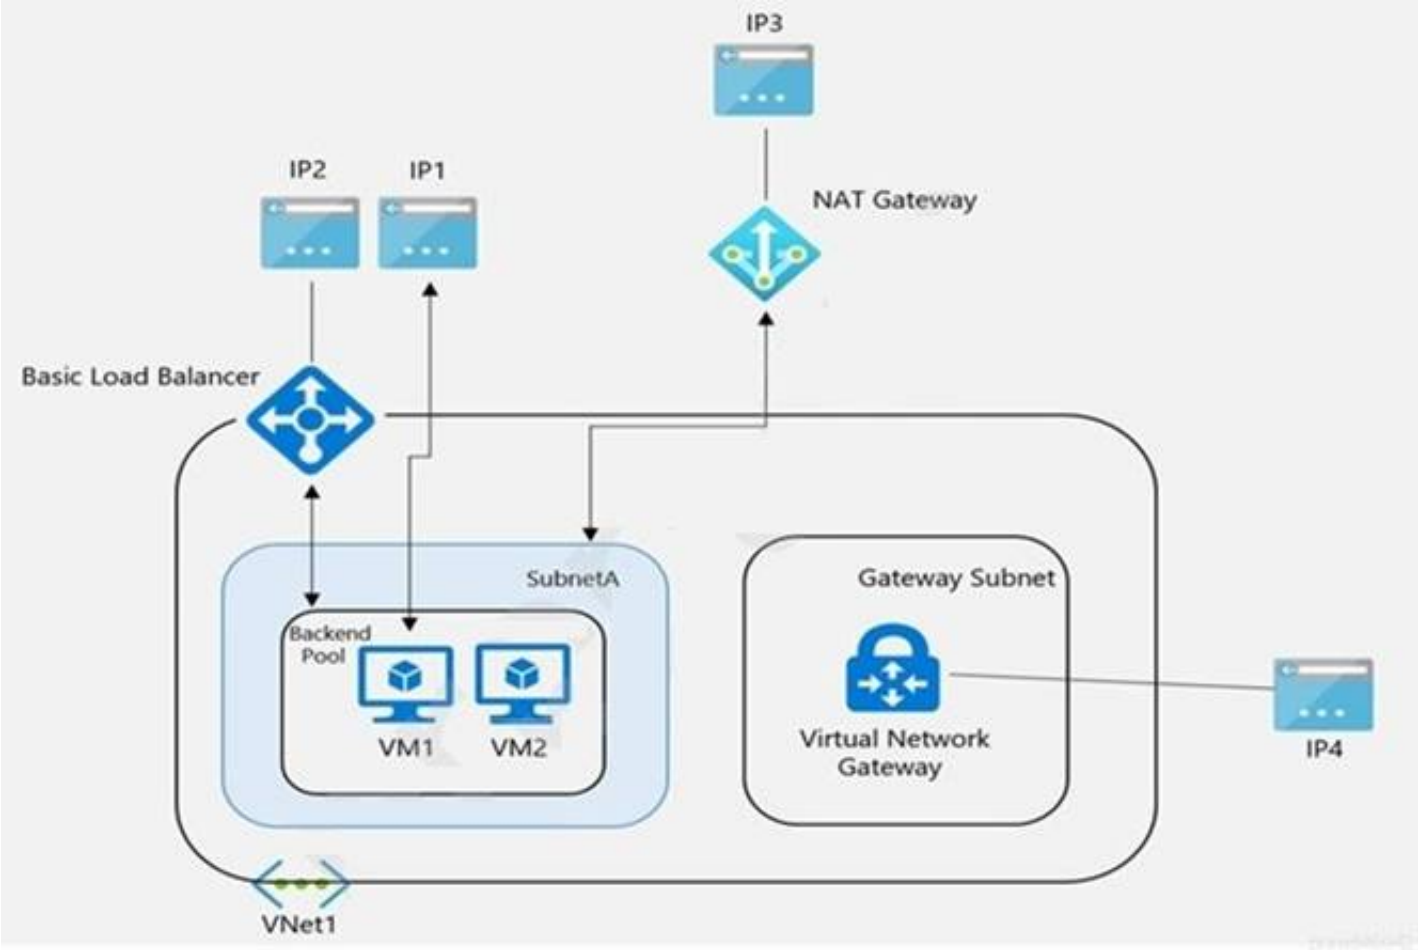 IP3
IP2
IP1
NAT Gateway
Basic Load Balancer
SubnetA
Gateway Subnet
Backend
Pool
VM1
VM2
Virtual Network
Gateway
IP4
VNet1